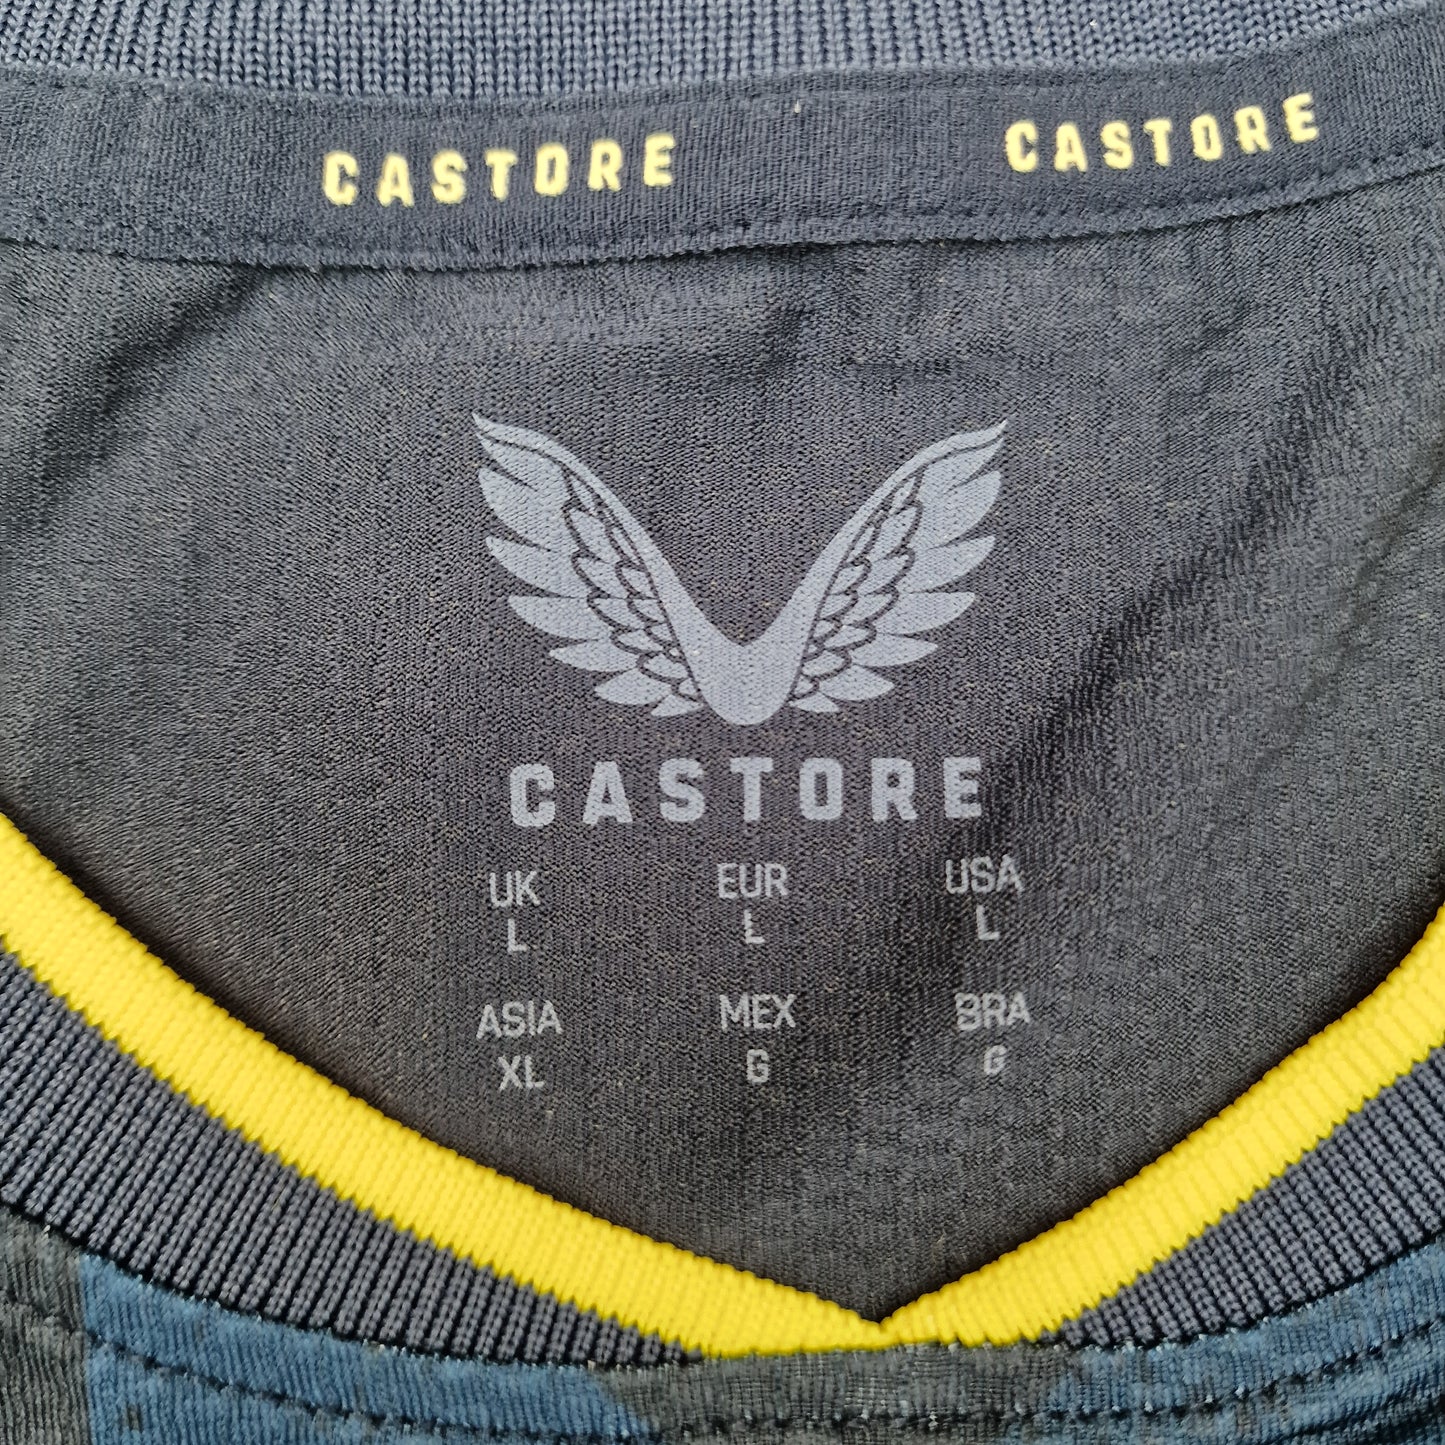 CASTORE CASTORE
CASTORE
UK EUR USA
L L L
ASIA MEX BRA
XL G G